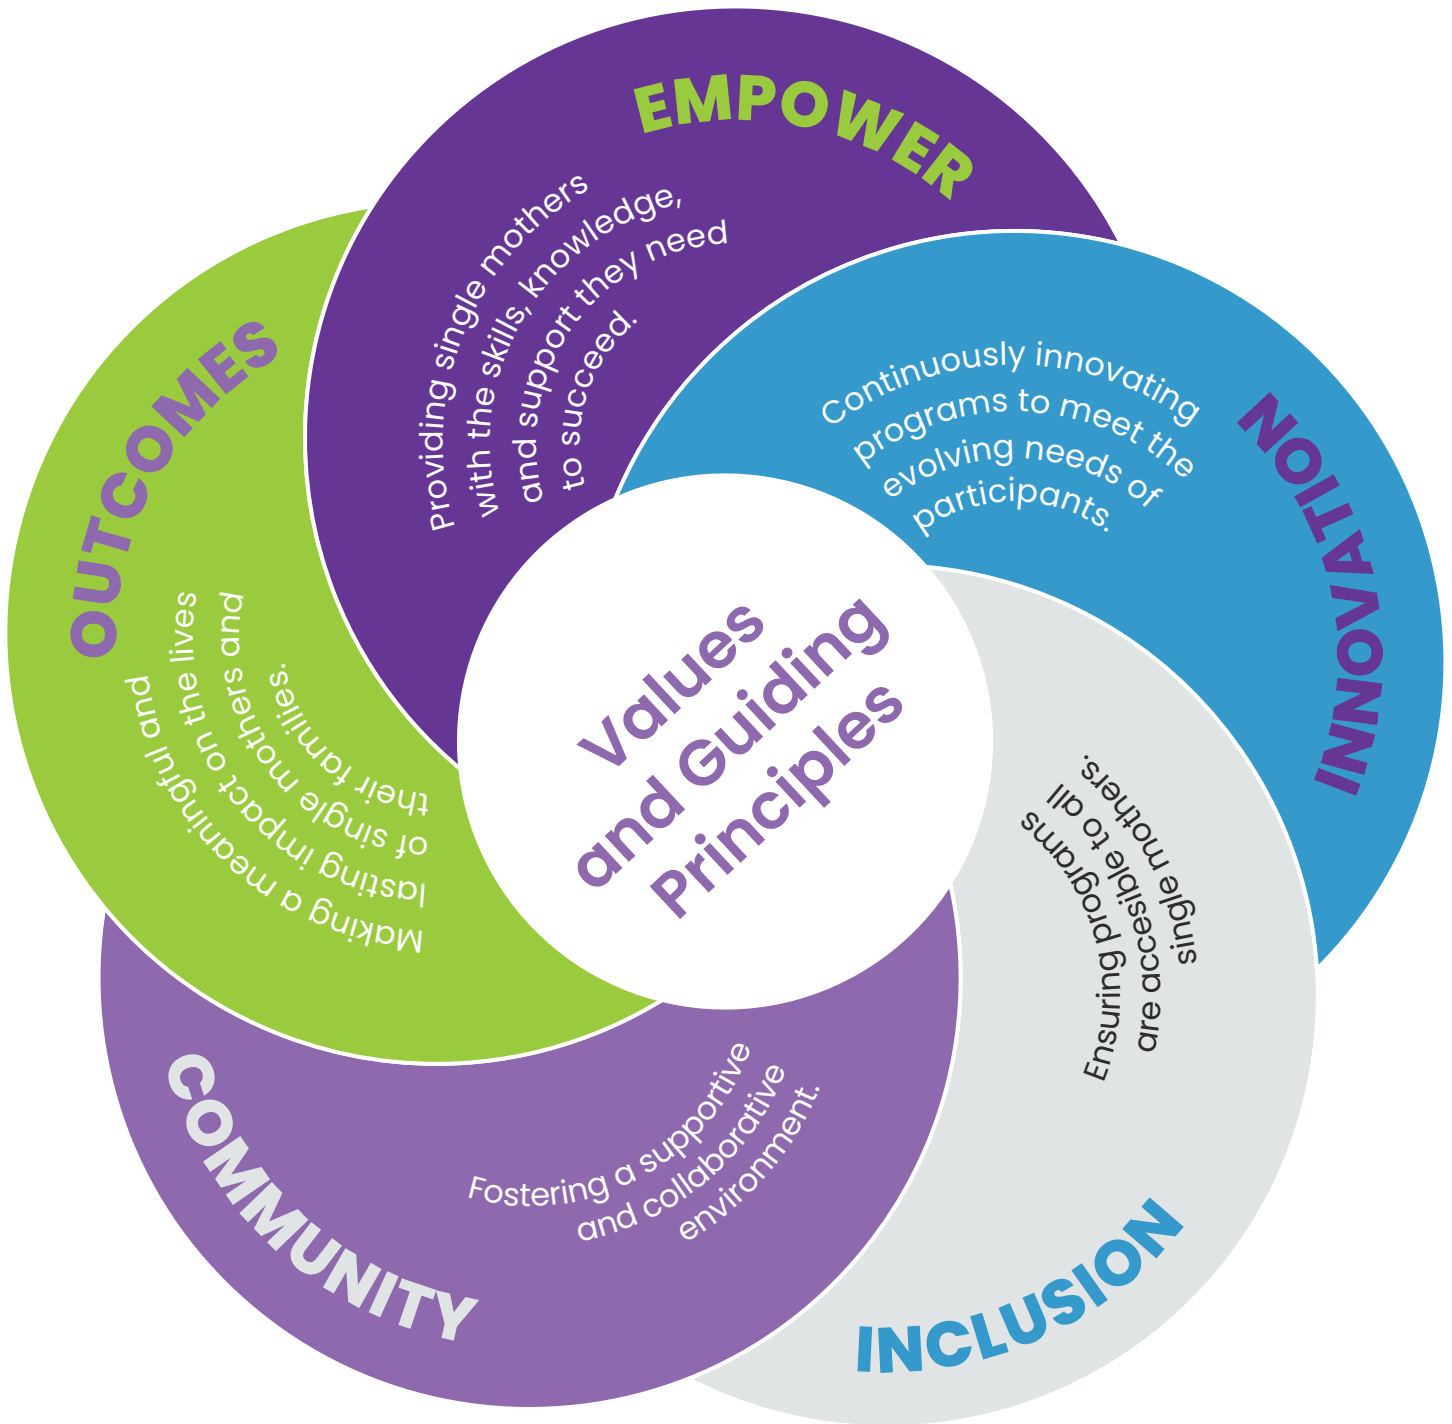 Values
and Guiding
Principles
EMPOWER
Providing single mothers
with the skills, knowledge,
and support they need
to succeed.
INNOVATION
Continuously innovating
programs to meet the
evolving needs of
participants.
INCLUSION
Ensuring programs
are accesible to all
single mothers.
COMMUNITY
Fostering a supportive
and collaborative
environment.
OUTCOMES
Making a meaningful and
lasting impact on the lives
of single mothers and
their families.